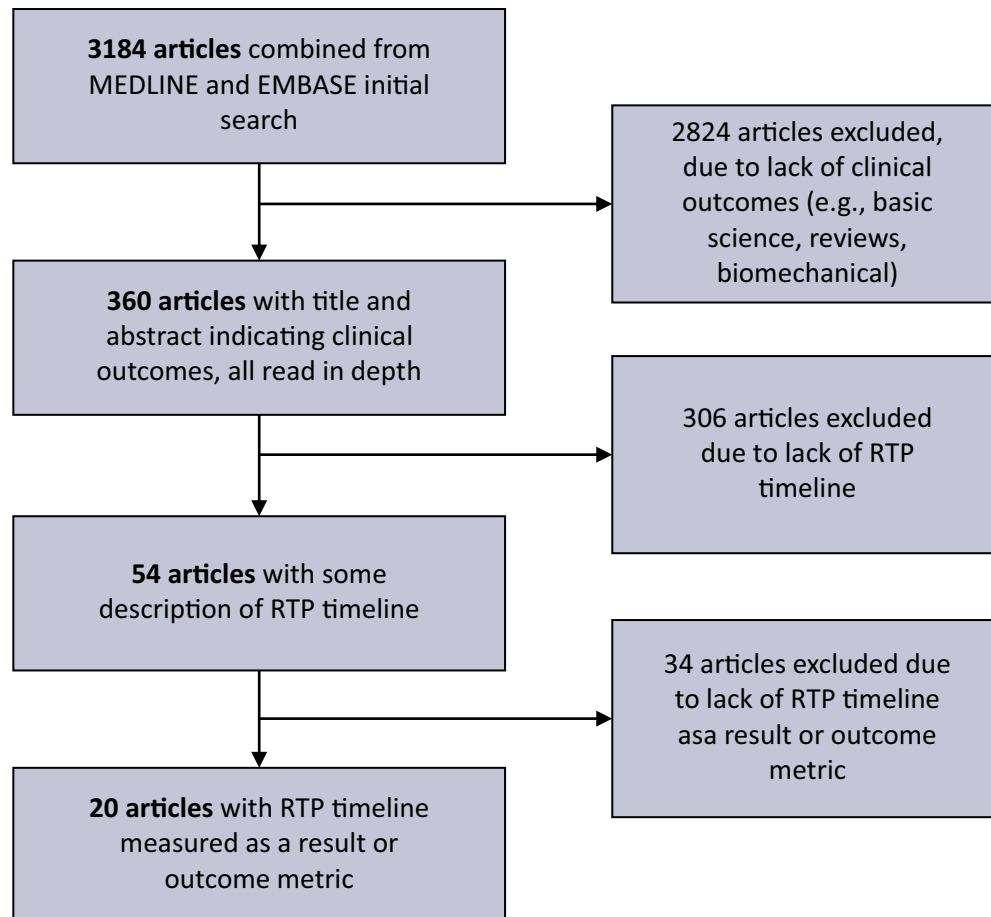 3184 articles combined from
MEDLINE and EMBASE initial
search
2824 articles excluded,
due to lack of clinical
outcomes (e.g., basic
science, reviews,
biomechanical)
360 articles with title and
abstract indicating clinical
outcomes, all read in depth
306 articles excluded
due to lack of RTP
timeline
54 articles with some
description of RTP timeline
34 articles excluded due
to lack of RTP timeline
asa result or outcome
metric
20 articles with RTP timeline
measured as a result or
outcome metric